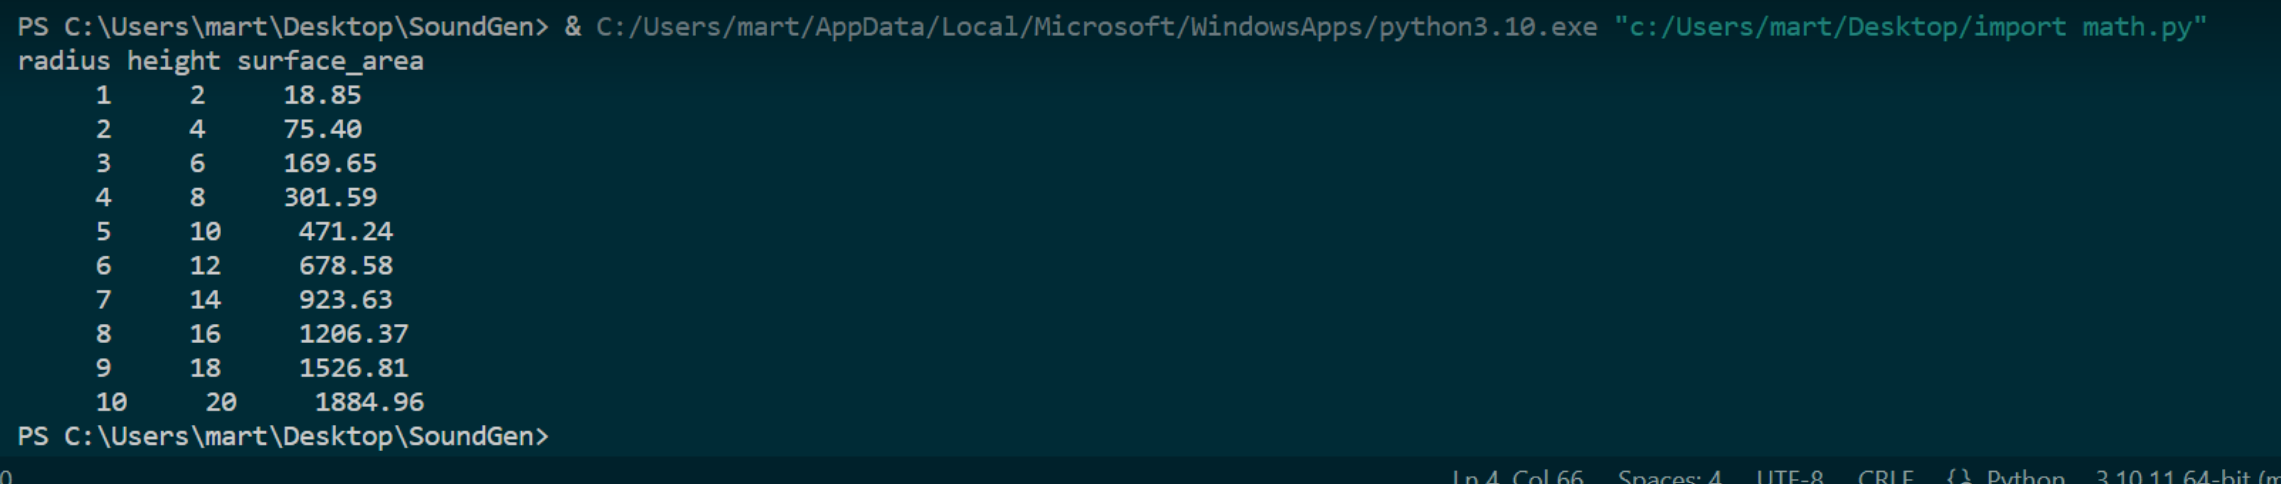 PS C:\Users\mart\Desktop\SoundGen> & C:/Users/mart/AppData/Local/Microsoft/WindowsApps/python3.10.exe "c:/Users/mart/Desktop/import math.py"
radius height surface_area
1 2 18.85
2 4 75.40
3 6 169.65
4 8 301.59
5 10 471.24
6 12 678.58
7 14 923.63
8 16 1206.37
9 18 1526.81
10 20 1884.96
PS C:\Users\mart\Desktop\SoundGen>
0 Ln 4, Col 66 Spaces: 4 UTF-8 CRLF {} Python 3.10.11 64-bit (m